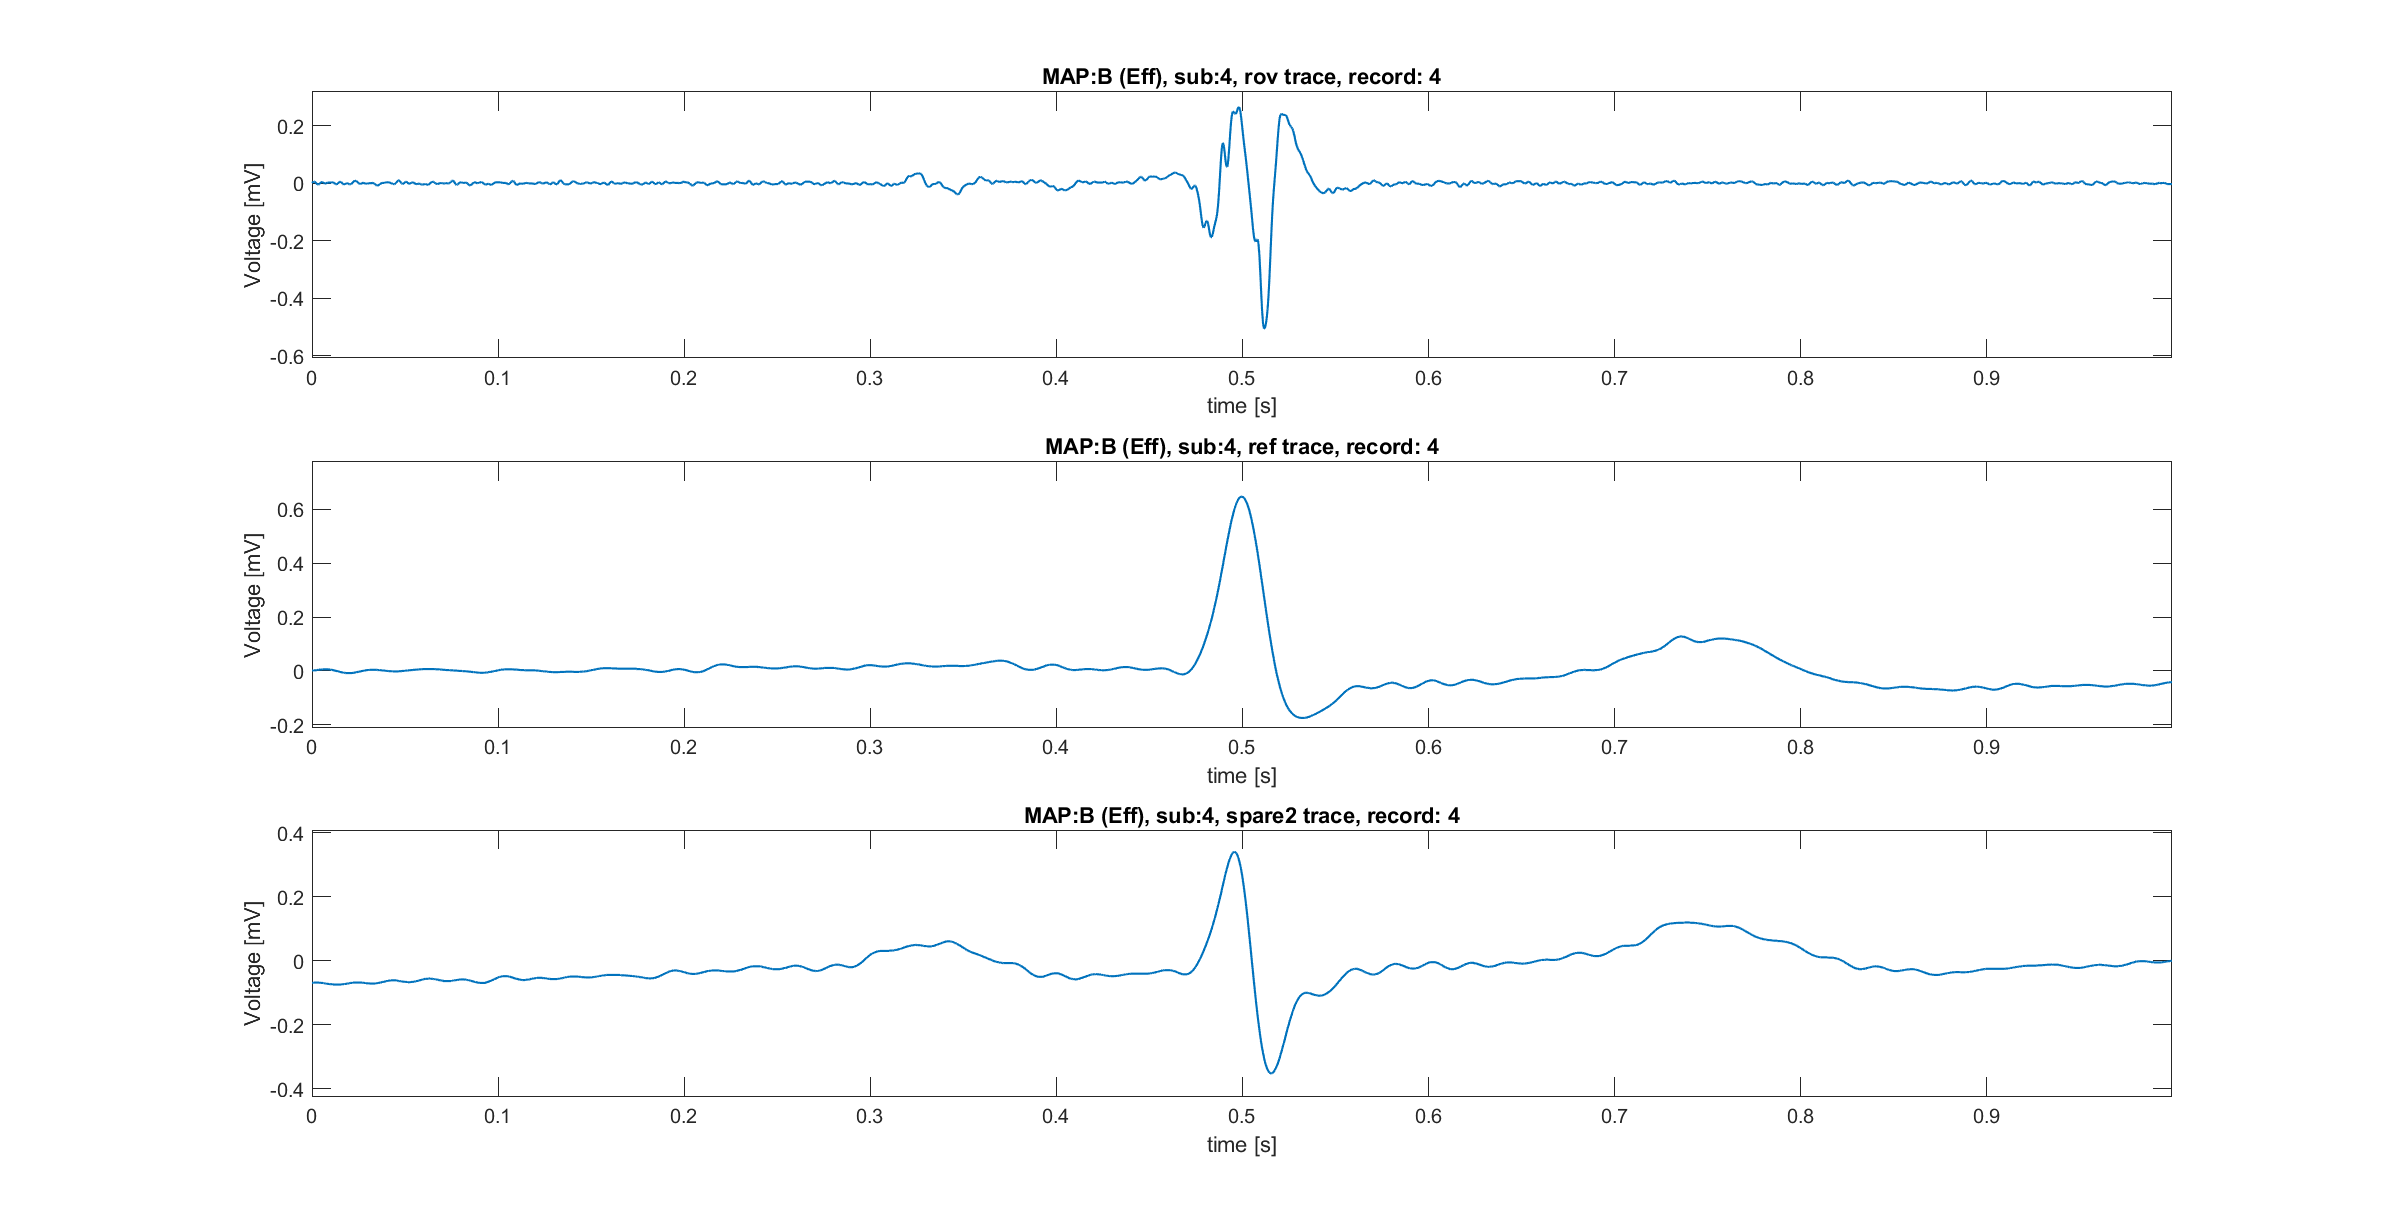 MAP:B (Eff), sub:4, rov trace, record: 4
Voltage [mV]
0.2
0
-0.2
-0.4
-0.6
0 0.1 0.2 0.3 0.4 0.5 0.6 0.7 0.8 0.9
time [s]
MAP:B (Eff), sub:4, ref trace, record: 4
Voltage [mV]
0.6
0.4
0.2
0
-0.2
0 0.1 0.2 0.3 0.4 0.5 0.6 0.7 0.8 0.9
time [s]
MAP:B (Eff), sub:4, spare2 trace, record: 4
Voltage [mV]
0.4
0.2
0
-0.2
-0.4
0 0.1 0.2 0.3 0.4 0.5 0.6 0.7 0.8 0.9
time [s]